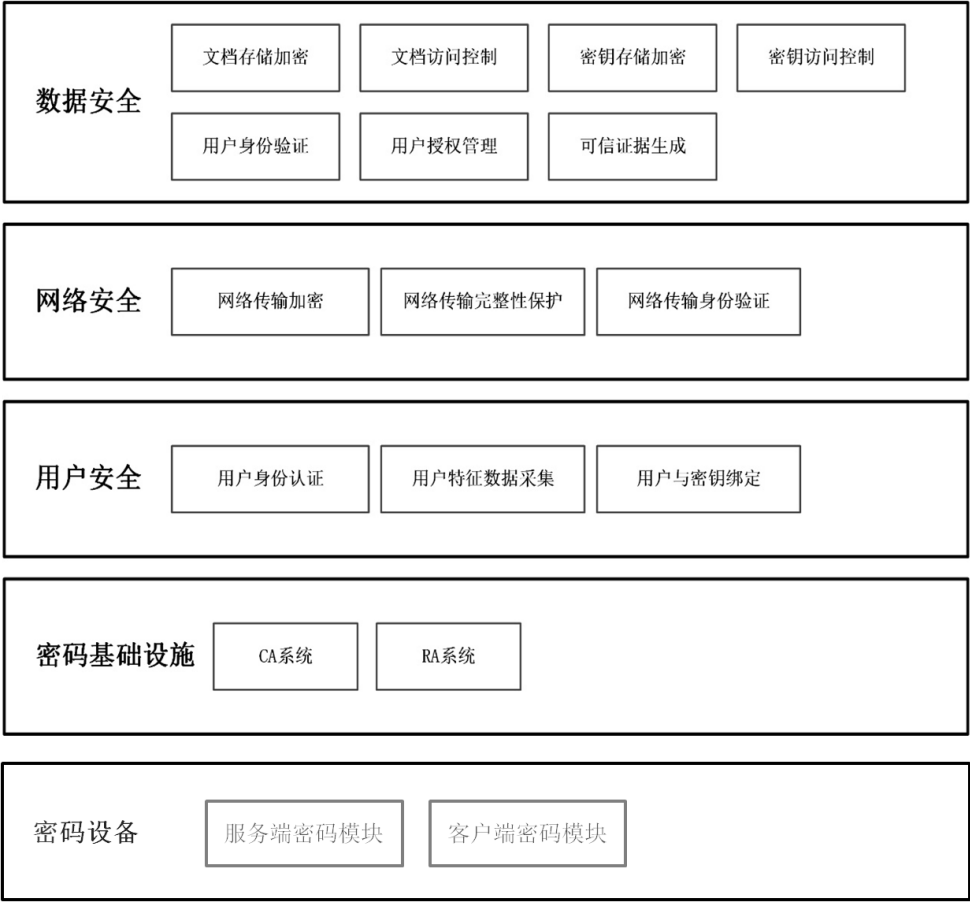 数据安全
文档存储加密 文档访问控制 密钥存储加密 密钥访问控制
用户身份验证 用户授权管理 可信证据生成
网络安全
网络传输加密 网络传输完整性保护 网络传输身份验证
用户安全
用户身份认证 用户特征数据采集 用户与密钥绑定
密码基础设施
CA系统 RA系统
密码设备
服务端密码模块 客户端密码模块